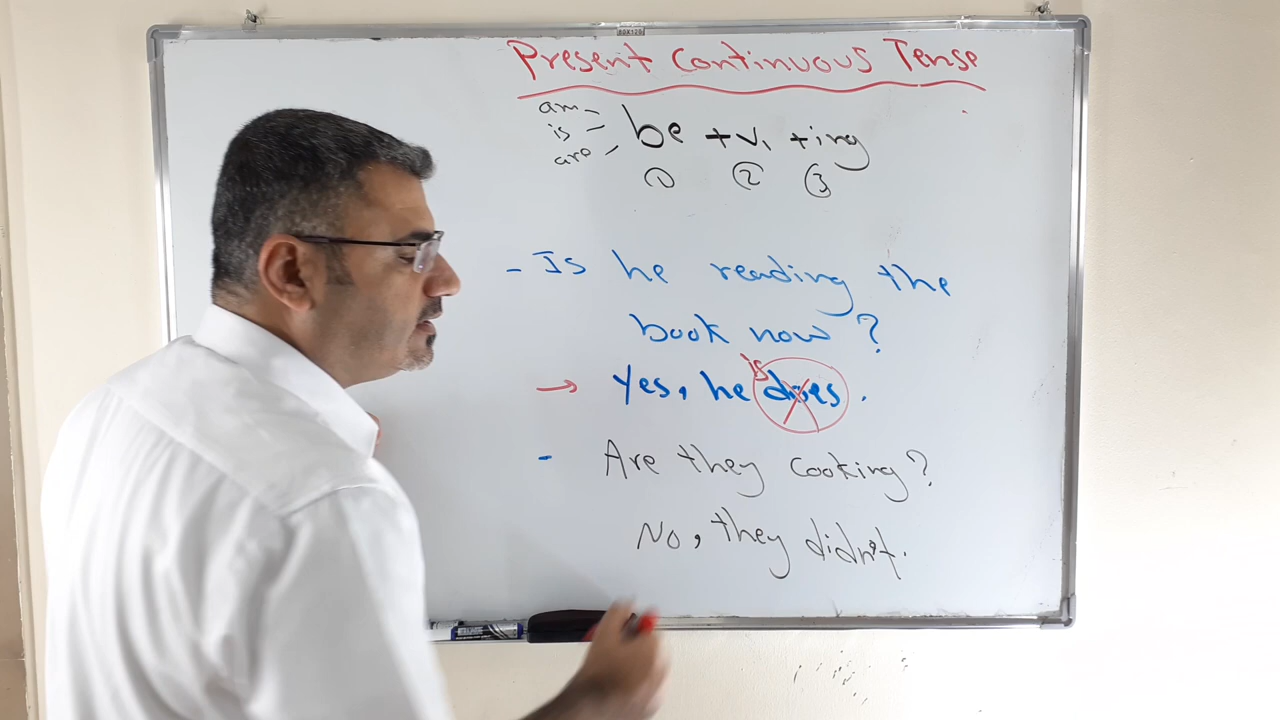 Present Continuous Tense
am
is
are
be + v1 + ing
1 2 3
- Is he reading the
book now ?
is
→ Yes, he does .
- Are they cooking?
No, they didn't.